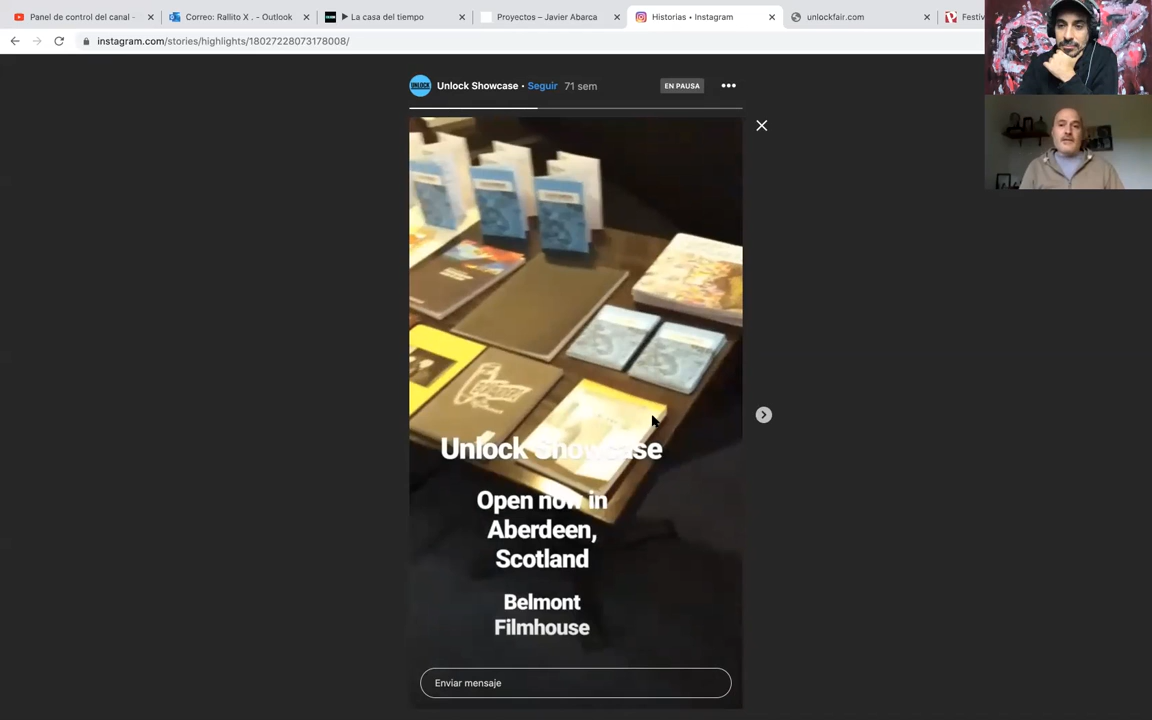 Panel de control del canal -
Correo: Rallito X . - Outlook
La casa del tiempo
Proyectos – Javier Abarca
Historias • Instagram
unlockfair.com
Festiv
instagram.com/stories/highlights/18027228073178008/
UNLOCK
Unlock Showcase • Seguir 71 sem
EN PAUSA
Unlock Showcase
Open now in
Aberdeen,
Scotland
Belmont
Filmhouse
Enviar mensaje